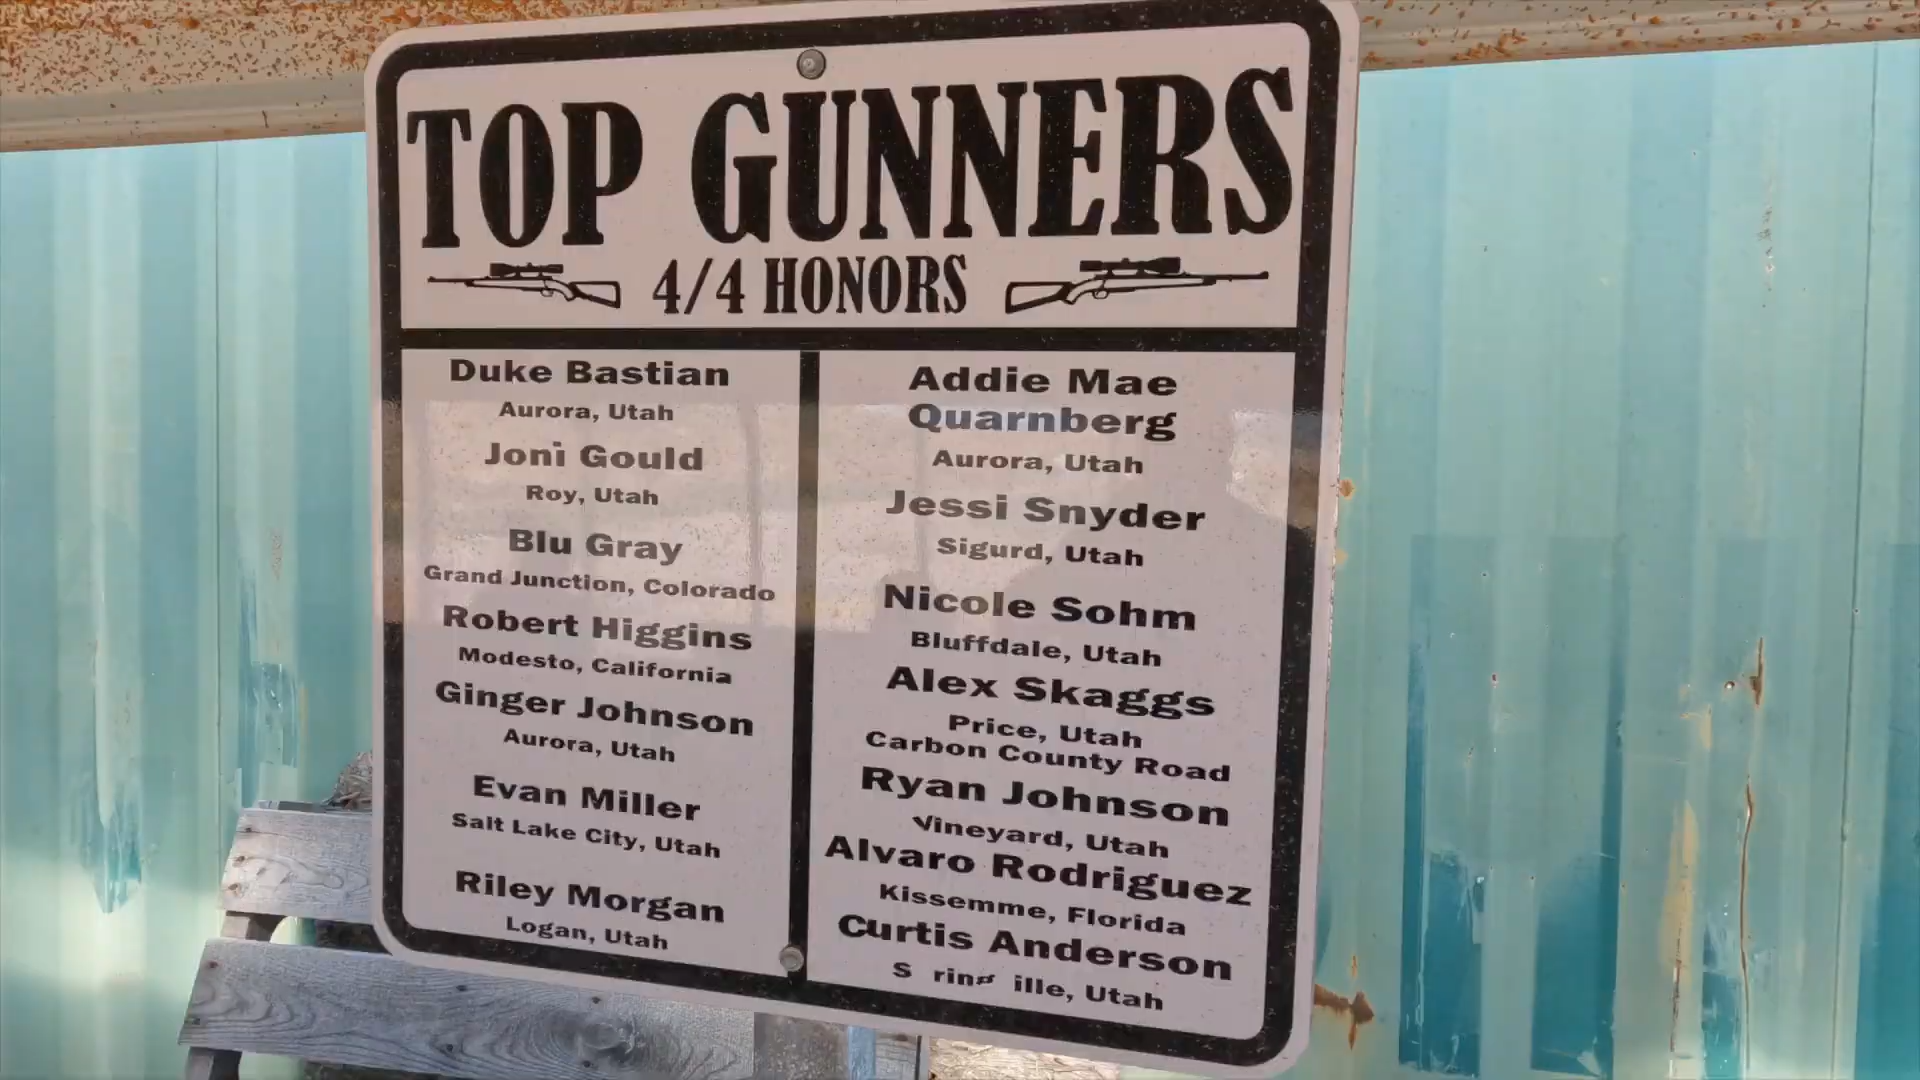 TOP GUNNERS
4/4 HONORS
Duke Bastian
Aurora, Utah
Joni Gould
Roy, Utah
Blu Gray
Grand Junction, Colorado
Robert Higgins
Modesto, California
Ginger Johnson
Aurora, Utah
Evan Miller
Salt Lake City, Utah
Riley Morgan
Logan, Utah
Addie Mae
Quarnberg
Aurora, Utah
Jessi Snyder
Sigurd, Utah
Nicole Sohm
Bluffdale, Utah
Alex Skaggs
Price, Utah
Carbon County Road
Ryan Johnson
Vineyard, Utah
Alvaro Rodriguez
Kissemme, Florida
Curtis Anderson
Utah